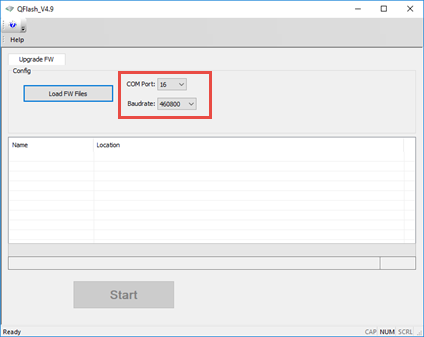 QFlash_V4.9
Help
Upgrade FW
Config
Load FW Files
COM Port: 16
Baudrate: 460800
Name Location
Start
Ready CAP NUM SCRL